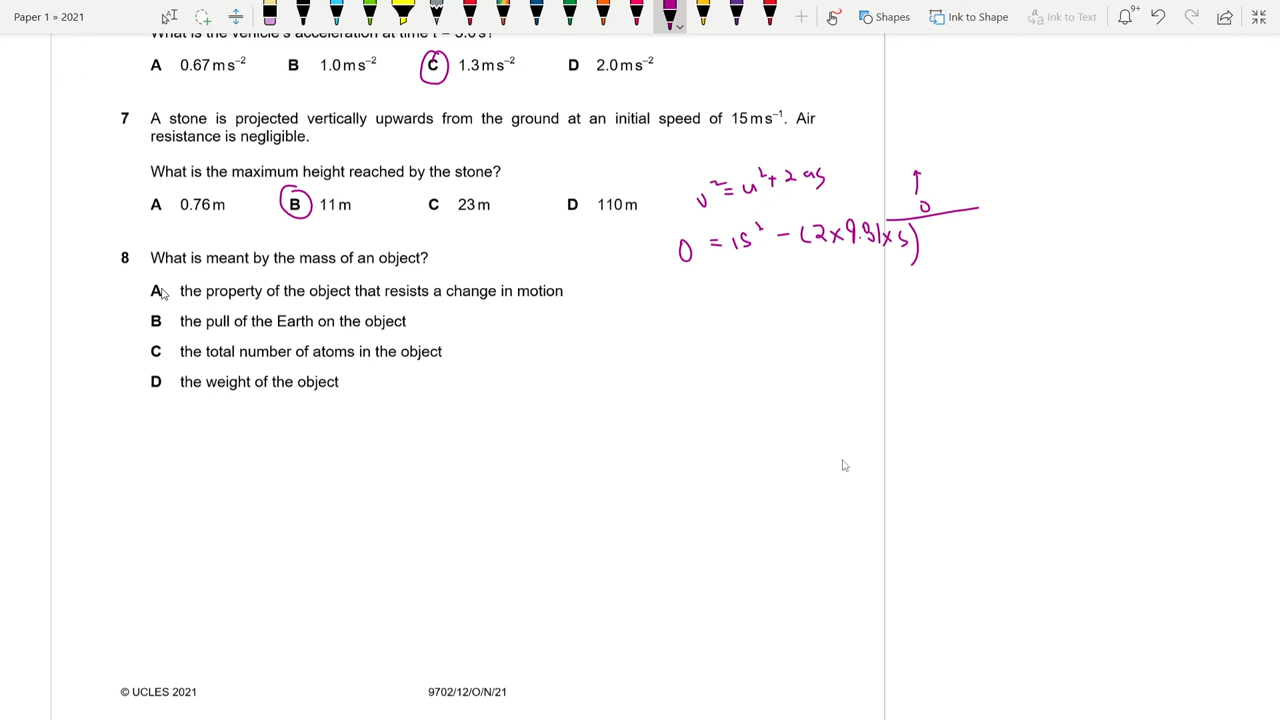 Paper 1 » 2021
Shapes
Ink to Shape
Ink to Text
9+
What is the vehicle's acceleration at time t = 3.0 s?
A 0.67 m s⁻² B 1.0 m s⁻² C 1.3 m s⁻² D 2.0 m s⁻²
7 A stone is projected vertically upwards from the ground at an initial speed of 15 m s⁻¹. Air
resistance is negligible.
What is the maximum height reached by the stone?
A 0.76 m B 11 m C 23 m D 110 m
v² = u² + 2as
0 = 15² - (2×9.81×s)
8 What is meant by the mass of an object?
A the property of the object that resists a change in motion
B the pull of the Earth on the object
C the total number of atoms in the object
D the weight of the object
© UCLES 2021 9702/12/O/N/21